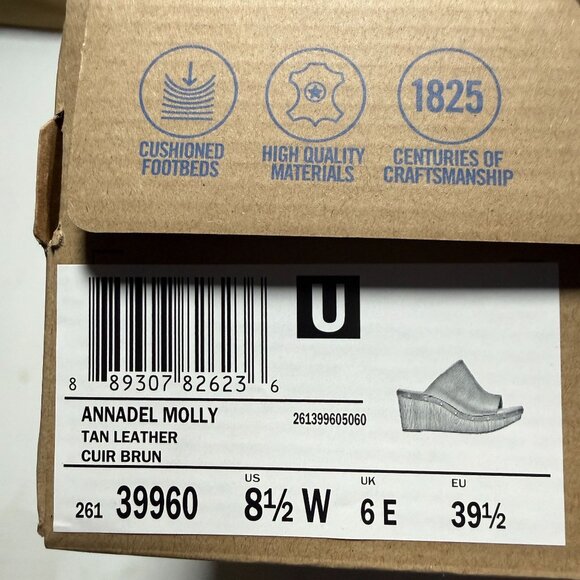 1825
CUSHIONED FOOTBEDS
HIGH QUALITY MATERIALS
CENTURIES OF CRAFTSMANSHIP
U
8 89307 82623 6
ANNADEL MOLLY 261399605060
TAN LEATHER
CUIR BRUN
US UK EU
261 39960 8½ W 6 E 39½